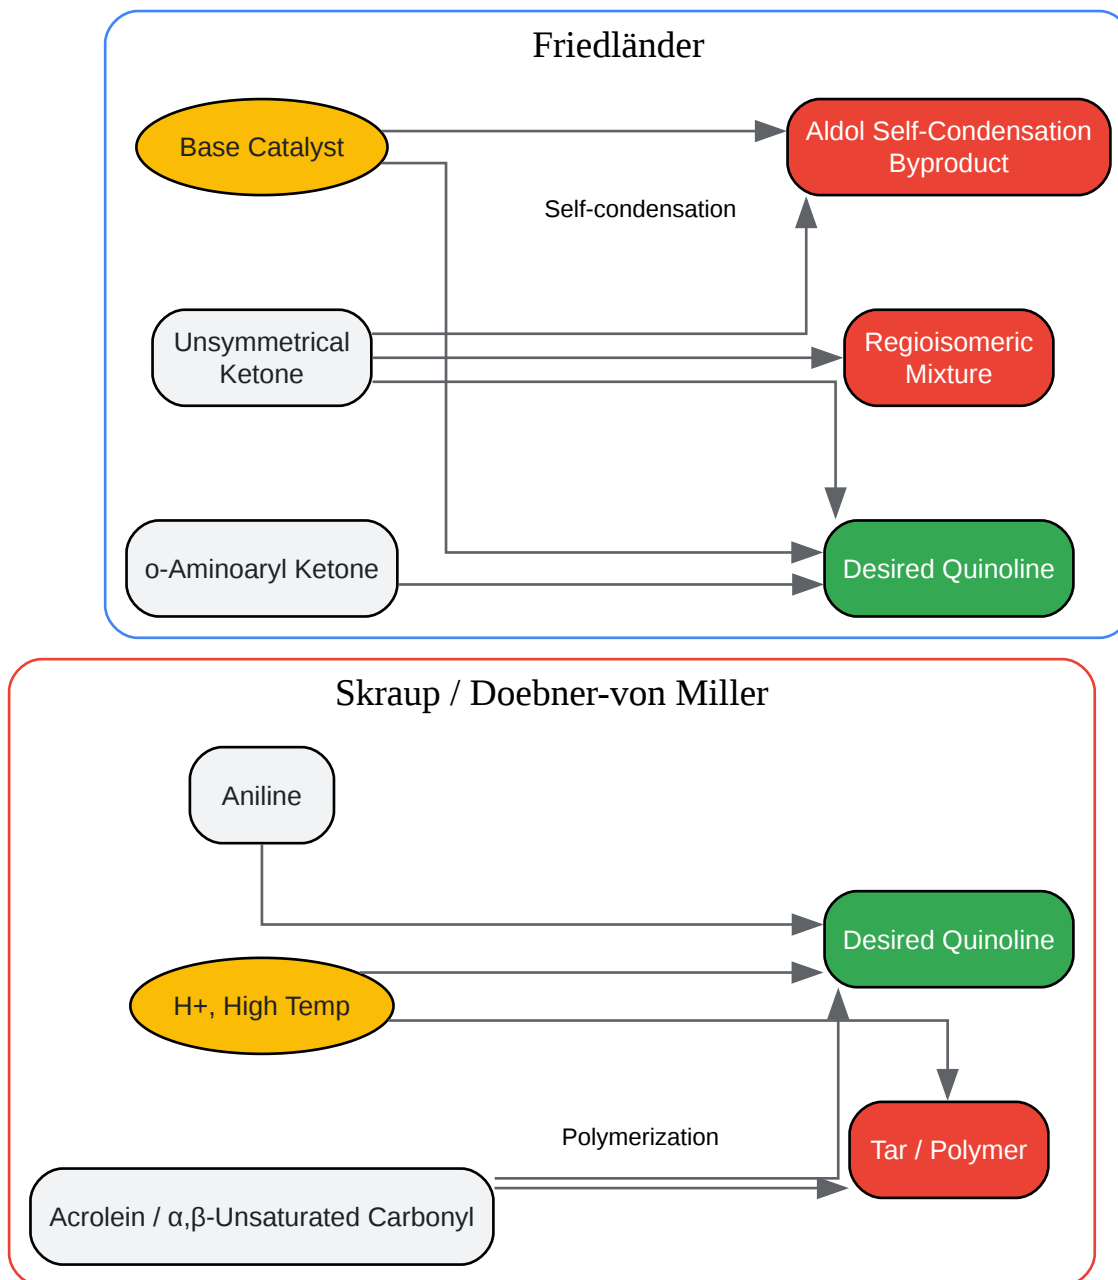 Friedländer
Base Catalyst
Aldol Self-Condensation
Byproduct
Self-condensation
Unsymmetrical
Ketone
Regioisomeric
Mixture
o-Aminoaryl Ketone
Desired Quinoline
Skraup / Doebner-von Miller
Aniline
Desired Quinoline
H+, High Temp
Polymerization
Tar / Polymer
Acrolein / α,β-Unsaturated Carbonyl